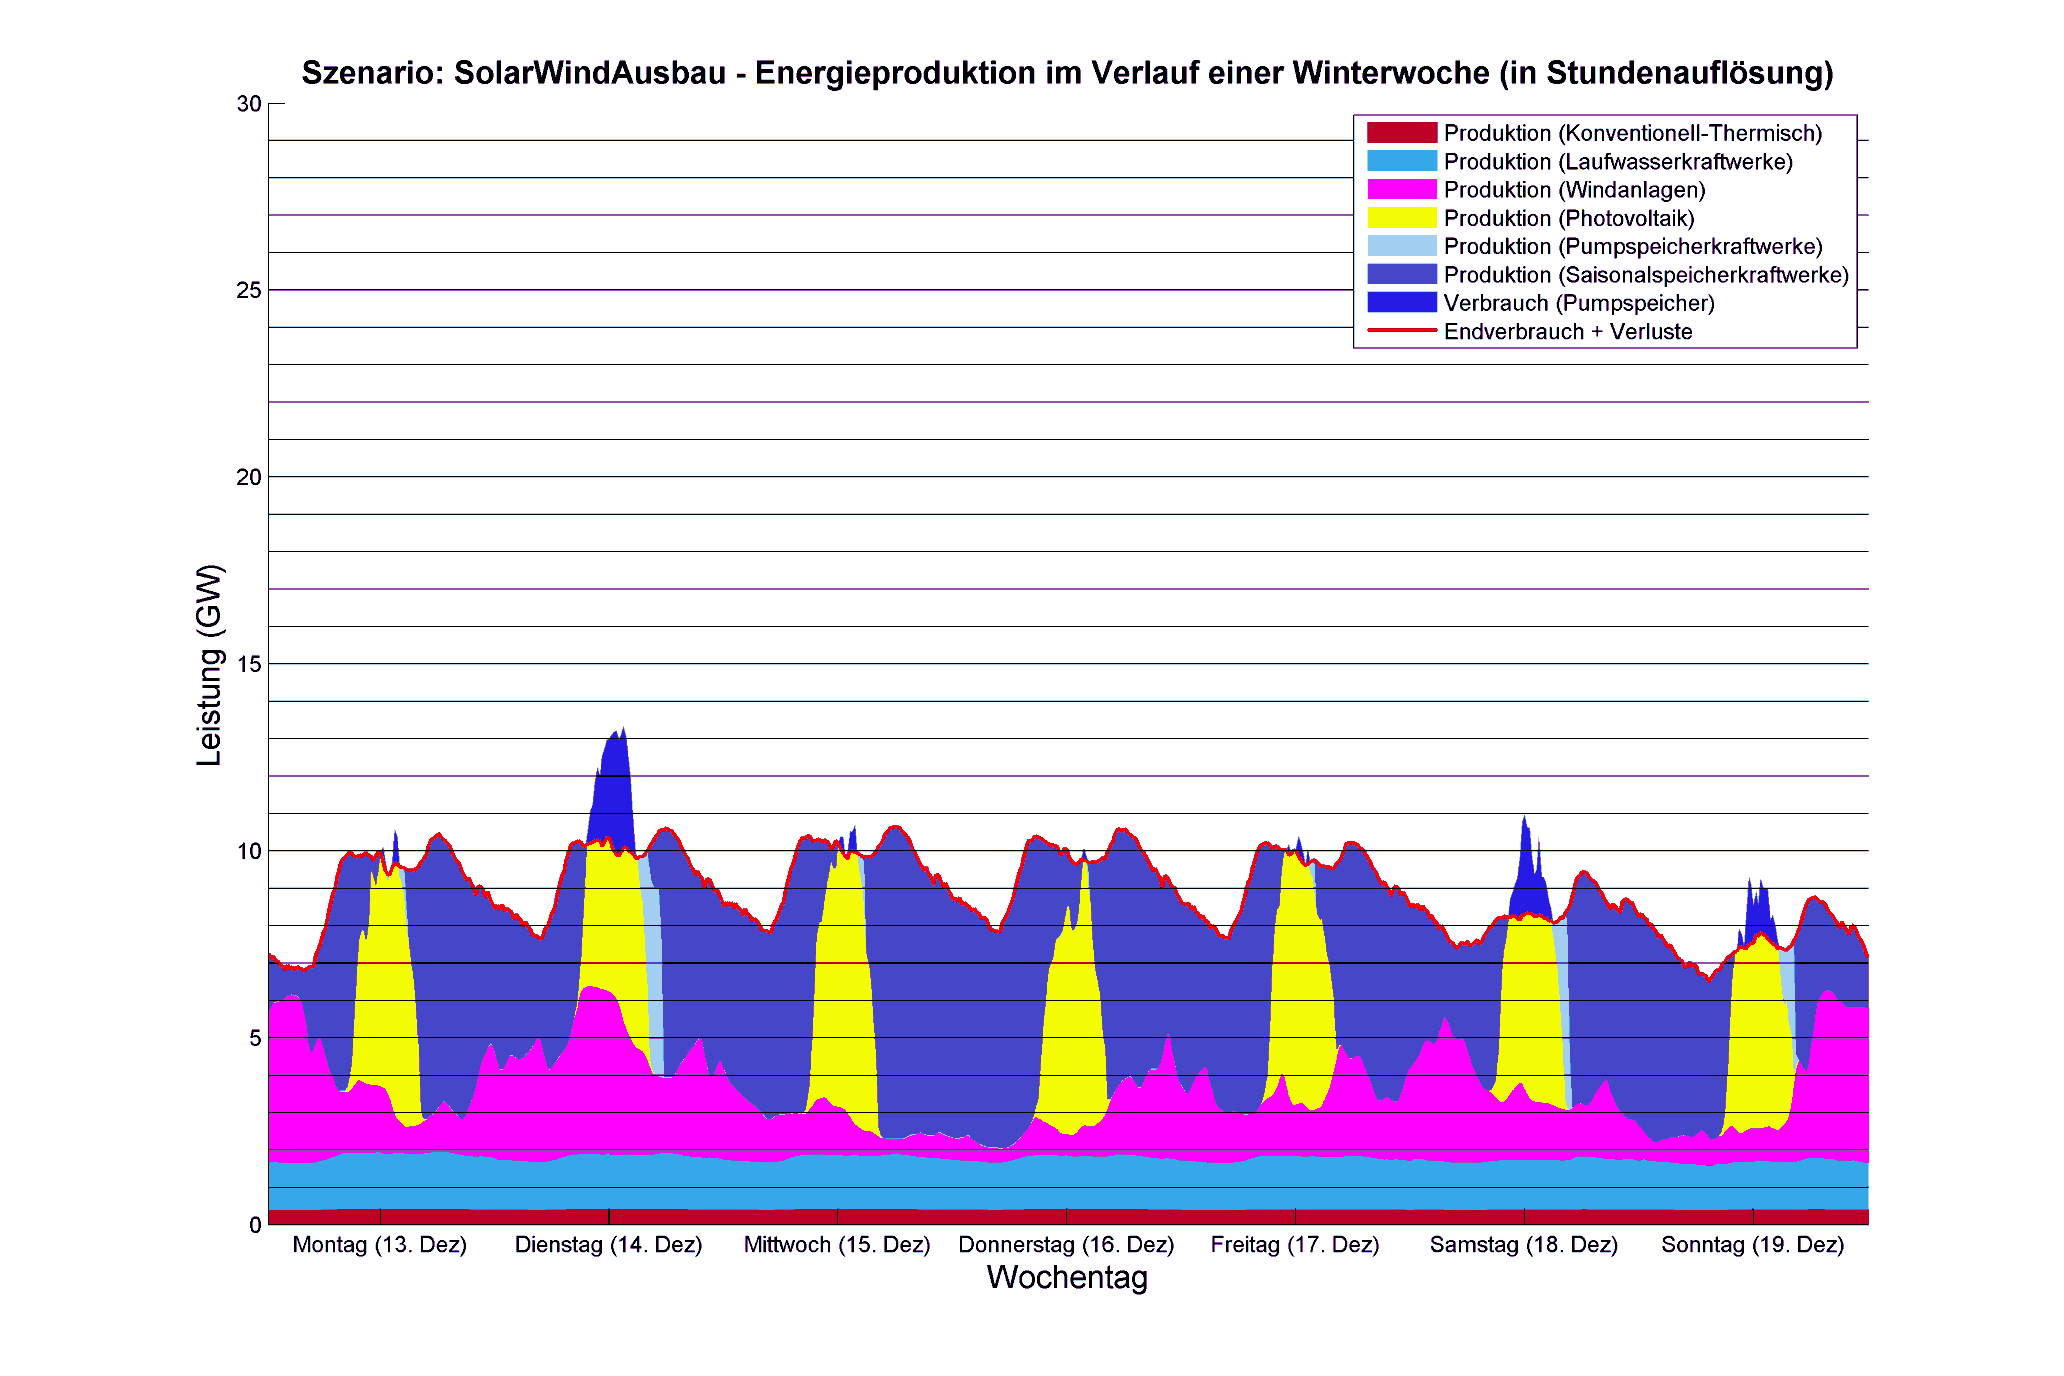 Szenario: SolarWindAusbau - Energieproduktion im Verlauf einer Winterwoche (in Stundenauflösung)
30
25
20
15
10
5
0
Leistung (GW)
Produktion (Konventionell-Thermisch)
Produktion (Laufwasserkraftwerke)
Produktion (Windanlagen)
Produktion (Photovoltaik)
Produktion (Pumpspeicherkraftwerke)
Produktion (Saisonalspeicherkraftwerke)
Verbrauch (Pumpspeicher)
Endverbrauch + Verluste
Montag (13. Dez) Dienstag (14. Dez) Mittwoch (15. Dez) Donnerstag (16. Dez) Freitag (17. Dez) Samstag (18. Dez) Sonntag (19. Dez)
Wochentag